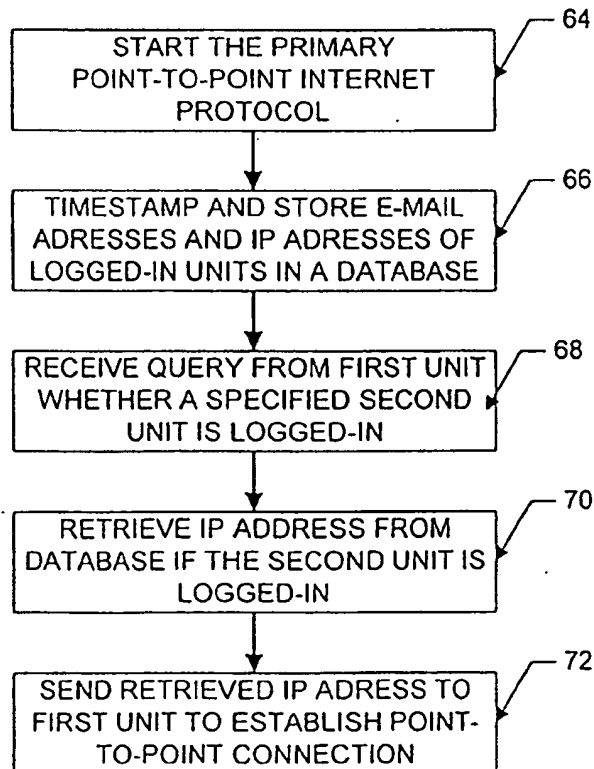 64
START THE PRIMARY
POINT-TO-POINT INTERNET
PROTOCOL
66
TIMESTAMP AND STORE E-MAIL
ADRESSES AND IP ADRESSES OF
LOGGED-IN UNITS IN A DATABASE
68
RECEIVE QUERY FROM FIRST UNIT
WHETHER A SPECIFIED SECOND
UNIT IS LOGGED-IN
70
RETRIEVE IP ADDRESS FROM
DATABASE IF THE SECOND UNIT IS
LOGGED-IN
72
SEND RETRIEVED IP ADRESS TO
FIRST UNIT TO ESTABLISH POINT-
TO-POINT CONNECTION